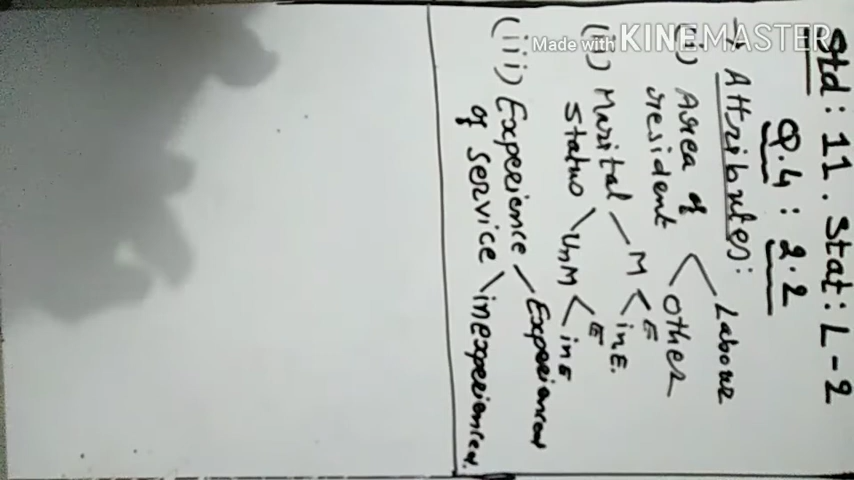 Made with KINEMASTER
Std: 11. Stat: L-2
Q.4: 2.2
→ Attributes:
(i) Area of resident < Labour
Other
(ii) Marital status
M < E
inE.
UnM < E
inE
(iii) Experience of service
Experienced
inexperienced.